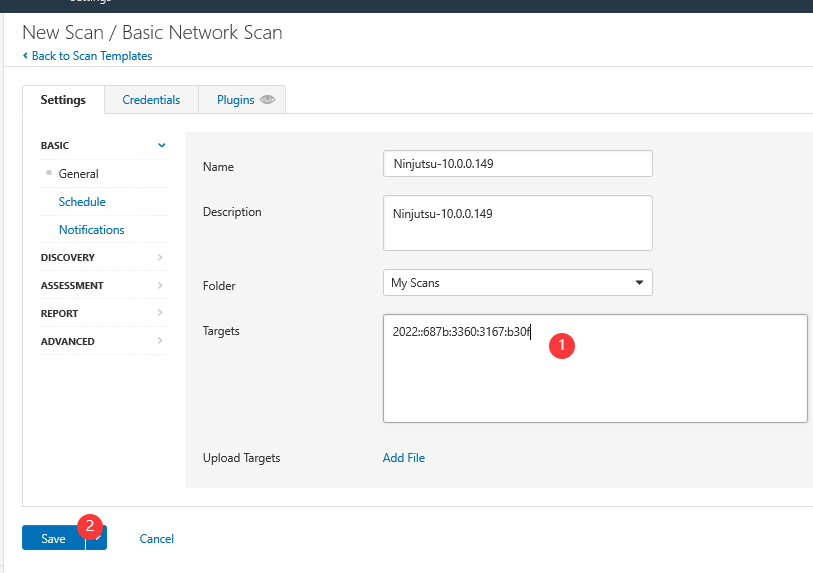 Settings
New Scan / Basic Network Scan
‹ Back to Scan Templates
Settings
Credentials
Plugins
BASIC
General
Schedule
Notifications
DISCOVERY
ASSESSMENT
REPORT
ADVANCED
Name
Ninjutsu-10.0.0.149
Description
Ninjutsu-10.0.0.149
Folder
My Scans
Targets
2022::687b:3360:3167:b30f
1
Upload Targets
Add File
Save
2
Cancel